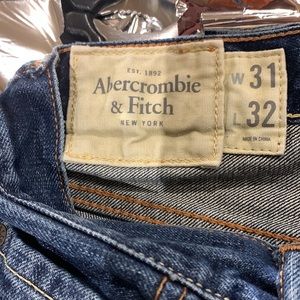 EST. 1892
Abercrombie
& Fitch
NEW YORK
W 31
L 32
MADE IN CHINA